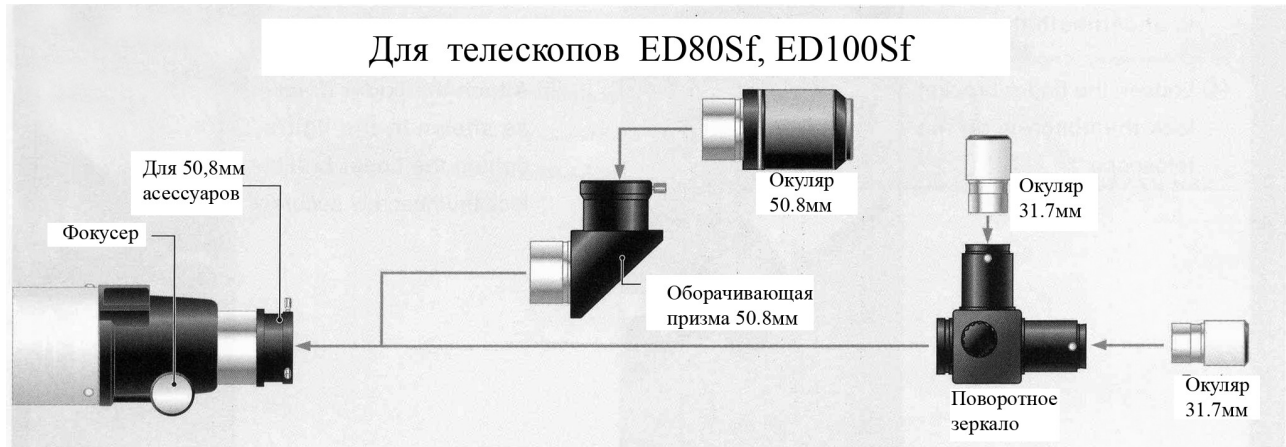 Для телескопов ED80Sf, ED100Sf
Для 50,8мм
асессуаров
Фокусер
Окуляр
50.8мм
Окуляр
31.7мм
Оборачивающая
призма 50.8мм
Поворотное
зеркало
Окуляр
31.7мм